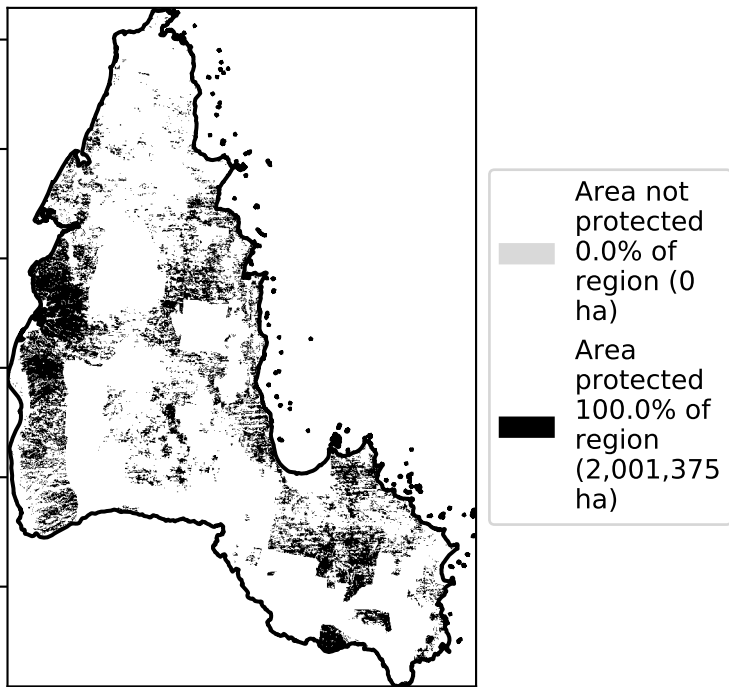 Area not
protected
0.0% of
region (0
ha)
Area
protected
100.0% of
region
(2,001,375
ha)